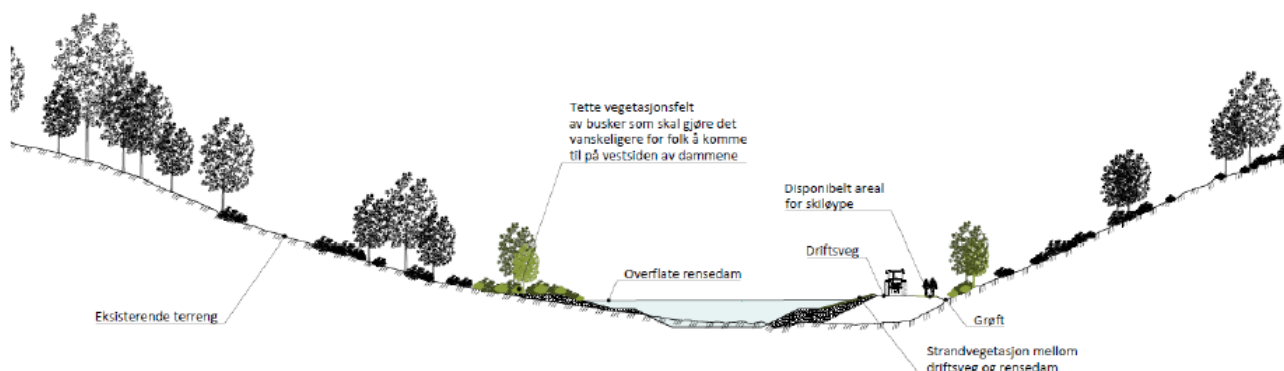 Tette vegetasjonsfelt
av busker som skal gjøre det
vanskeligere for folk å komme
til på vestsiden av dammene
Disponibelt areal
for skiløype
Driftsveg
Overflate rensedam
Eksisterende terreng
Grøft
Strandvegetasjon mellom
driftsveg og rensedam